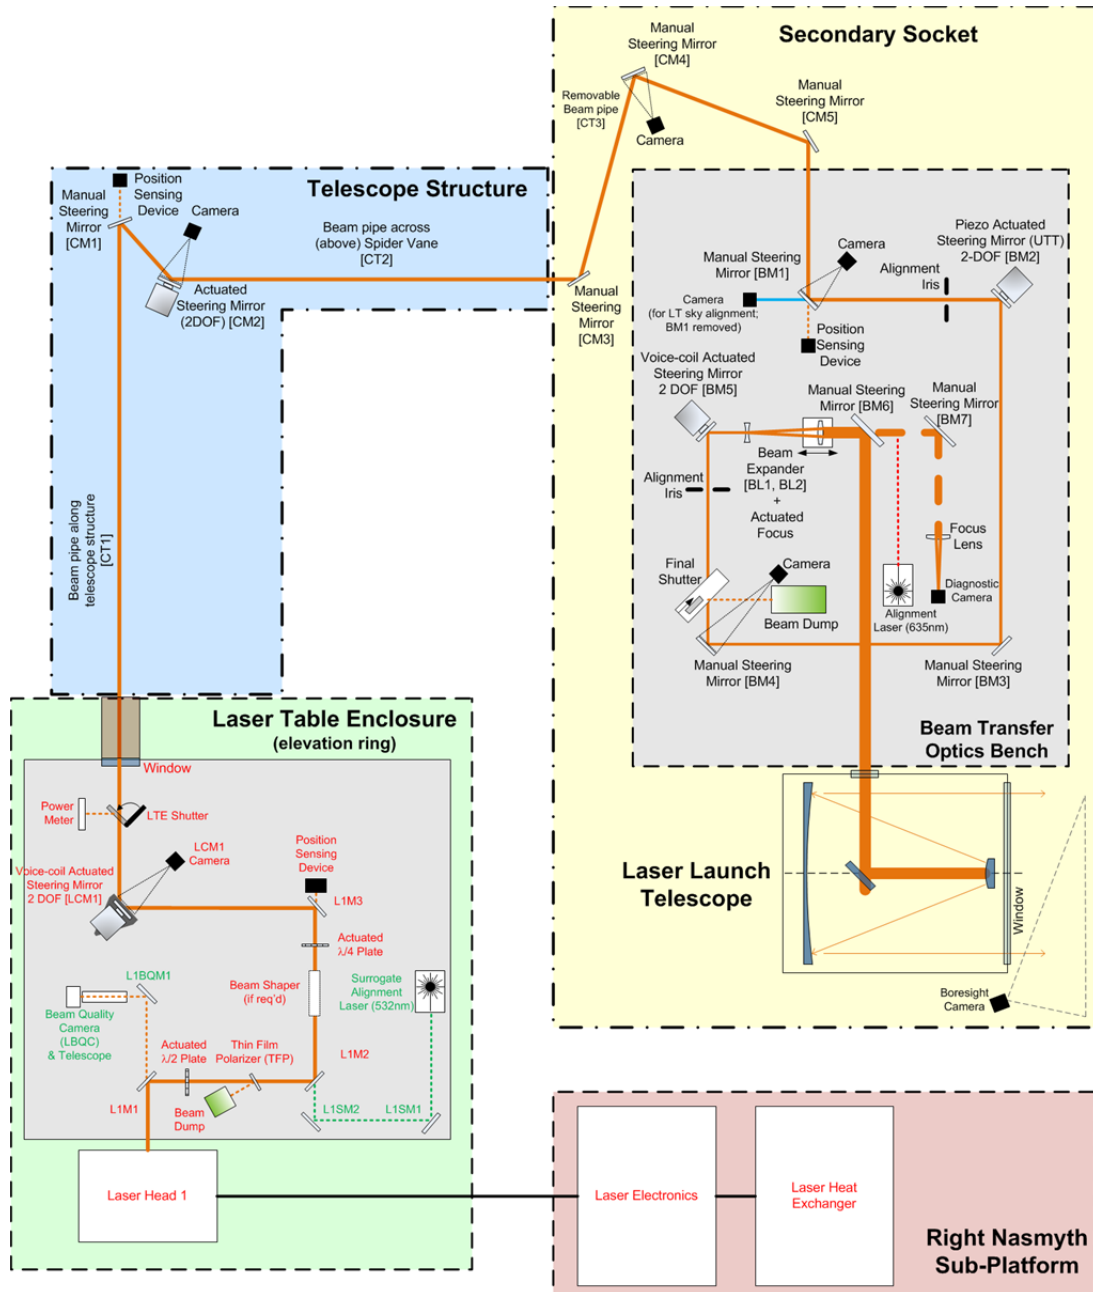 Secondary Socket
Manual
Steering Mirror
[CM4]
Removable
Beam pipe
[CT3]
Camera
Manual
Steering Mirror
[CM5]
Telescope Structure
Position
Sensing
Device
Manual
Steering
Mirror
[CM1]
Camera
Beam pipe across
(above) Spider Vane
[CT2]
Actuated
Steering Mirror
(2DOF) [CM2]
Manual
Steering
Mirror
[CM3]
Beam pipe along
telescope structure
[CT1]
Piezo Actuated
Steering Mirror (UTT)
2-DOF [BM2]
Camera
Manual Steering
Mirror [BM1]
Alignment
Iris
Camera
(for LT sky alignment;
BM1 removed)
Position
Sensing
Device
Voice-coil Actuated
Steering Mirror
2 DOF [BM5]
Manual Steering
Mirror [BM6]
Manual
Steering Mirror
[BM7]
Beam
Expander
[BL1, BL2]
+
Actuated
Focus
Alignment
Iris
Focus
Lens
Final
Shutter
Camera
Beam Dump
Diagnostic
Camera
Alignment
Laser (635nm)
Manual Steering
Mirror [BM4]
Manual Steering
Mirror [BM3]
Beam Transfer
Optics Bench
Laser Launch
Telescope
Window
Boresight
Camera
Laser Table Enclosure
(elevation ring)
Window
Power
Meter
LTE Shutter
LCM1
Camera
Position
Sensing
Device
Voice-coil Actuated
Steering Mirror
2 DOF [LCM1]
L1M3
Actuated
λ/4 Plate
L1BQM1
Beam Shaper
(if req'd)
Surrogate
Alignment
Laser (532nm)
Beam Quality
Camera
(LBQC)
& Telescope
Actuated
λ/2 Plate
Thin Film
Polarizer (TFP)
L1M2
L1M1
Beam
Dump
L1SM2
L1SM1
Laser Head 1
Laser Electronics
Laser Heat
Exchanger
Right Nasmyth
Sub-Platform